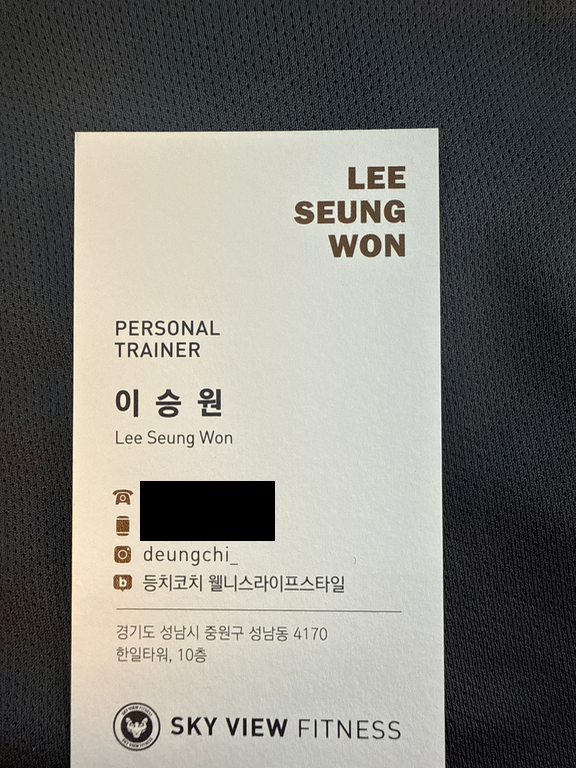 LEE
SEUNG
WON
PERSONAL
TRAINER
이 승 원
Lee Seung Won
deungchi_
등치코치 웰니스라이프스타일
경기도 성남시 중원구 성남동 4170
한일타워, 10층
SKY VIEW FITNESS